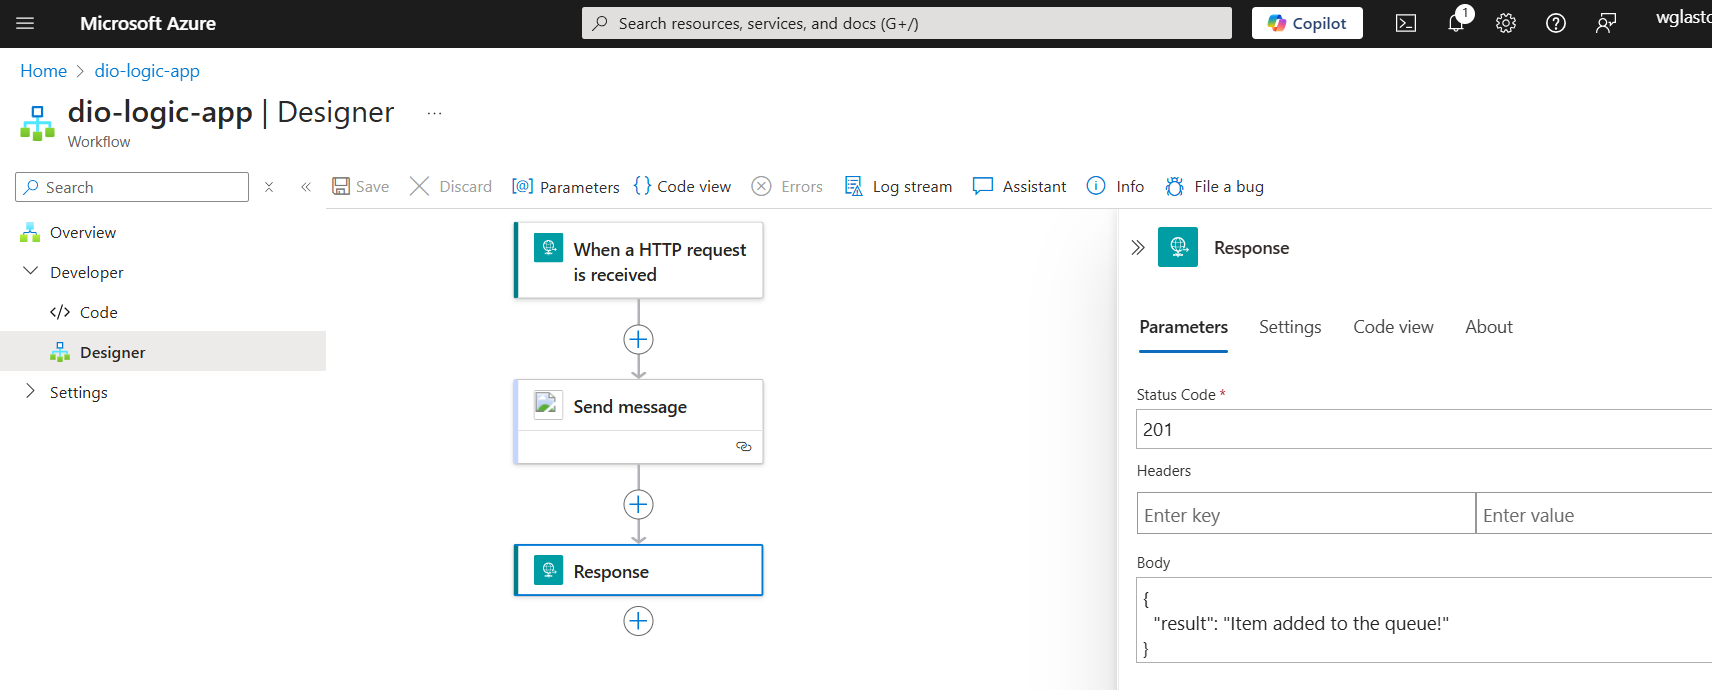 Microsoft Azure
Search resources, services, and docs (G+/)
Copilot
1
Home > dio-logic-app
dio-logic-app | Designer ...
Workflow
Search
Save Discard Parameters Code view Errors Log stream Assistant Info File a bug
Overview
Developer
Code
Designer
Settings
When a HTTP request
is received
Send message
Response
Response
Parameters Settings Code view About
Status Code *
201
Headers
Enter key Enter value
Body
{
"result": "Item added to the queue!"
}